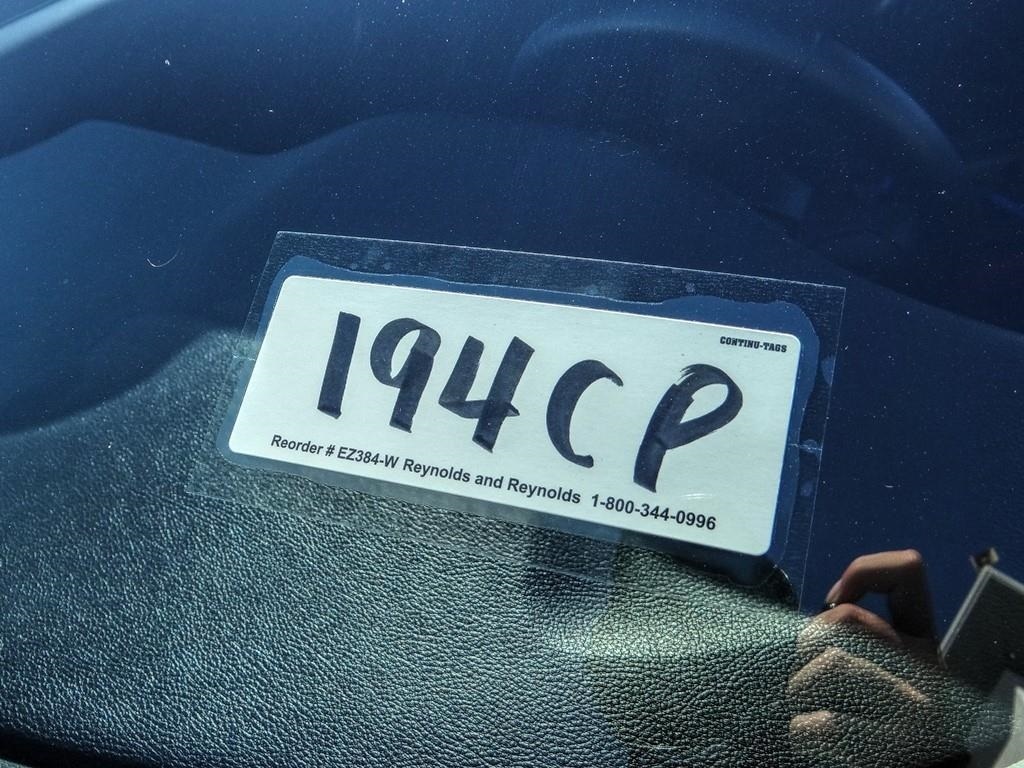 CONTINU-TAGS
194CP
Reorder # EZ384-W Reynolds and Reynolds 1-800-344-0996